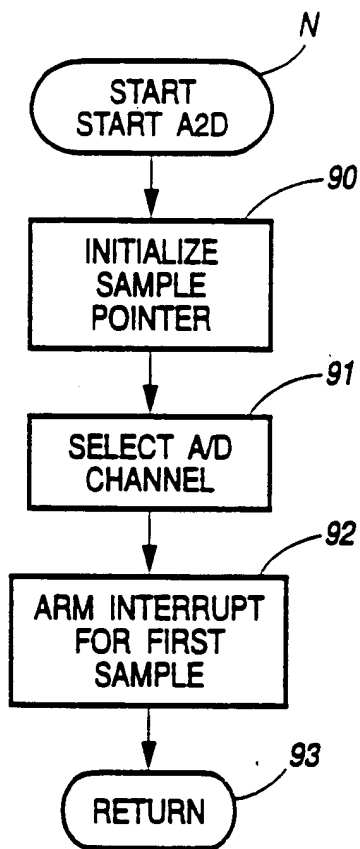 N
START
START A2D
90
INITIALIZE
SAMPLE
POINTER
91
SELECT A/D
CHANNEL
92
ARM INTERRUPT
FOR FIRST
SAMPLE
93
RETURN